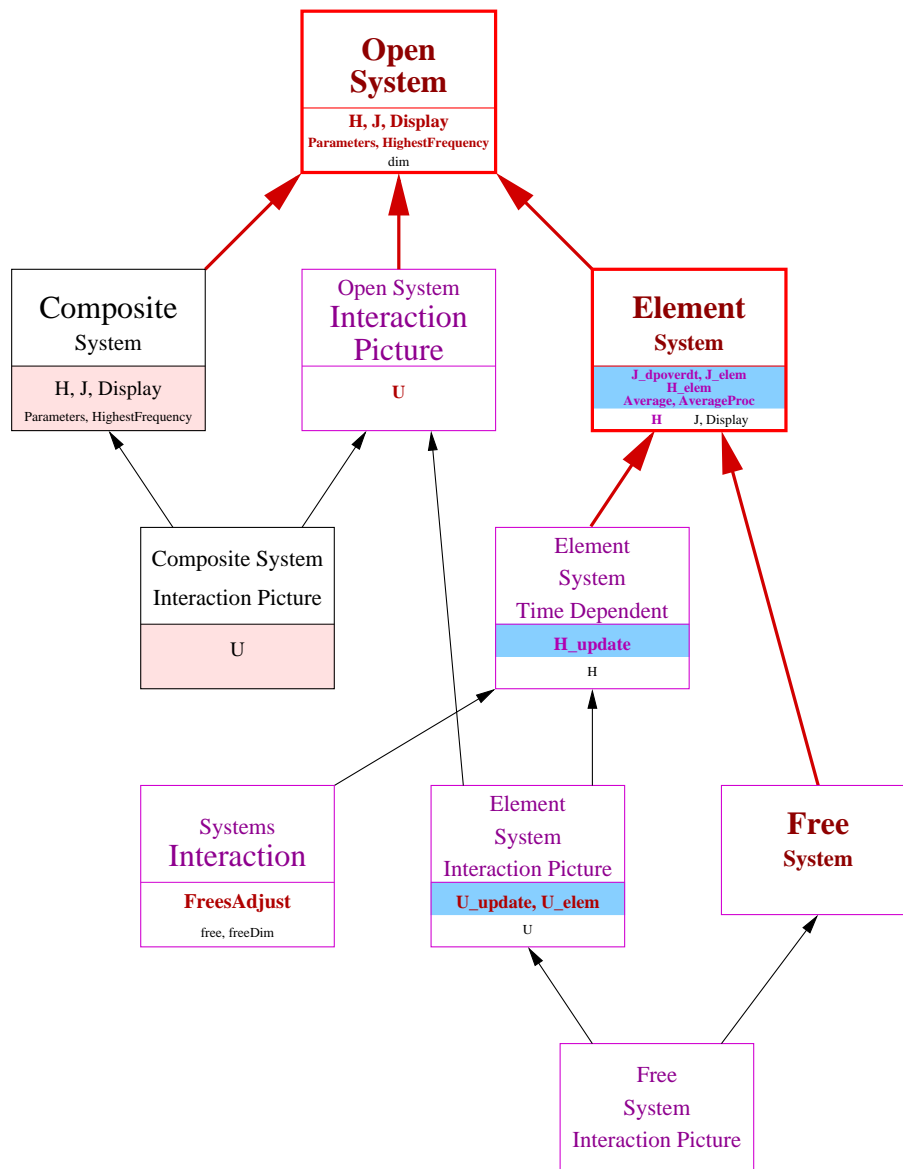 Open
System
H, J, Display
Parameters, HighestFrequency
dim
Composite
System
H, J, Display
Parameters, HighestFrequency
Open System
Interaction
Picture
U
Element
System
J_dpoverdt, J_elem
H_elem
Average, AverageProc
H J, Display
Composite System
Interaction Picture
U
Element
System
Time Dependent
H_update
H
Systems
Interaction
FreesAdjust
free, freeDim
Element
System
Interaction Picture
U_update, U_elem
U
Free
System
Free
System
Interaction Picture